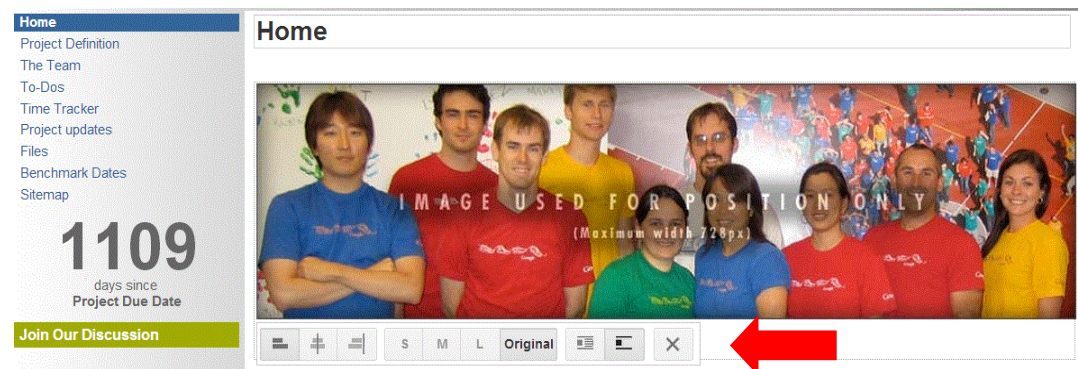 Home
Project Definition
The Team
To-Dos
Time Tracker
Project updates
Files
Benchmark Dates
Sitemap
1109
days since
Project Due Date
Join Our Discussion
Home
IMAGE USED FOR POSITION ONLY
(Maximum width 728px)
S M L Original